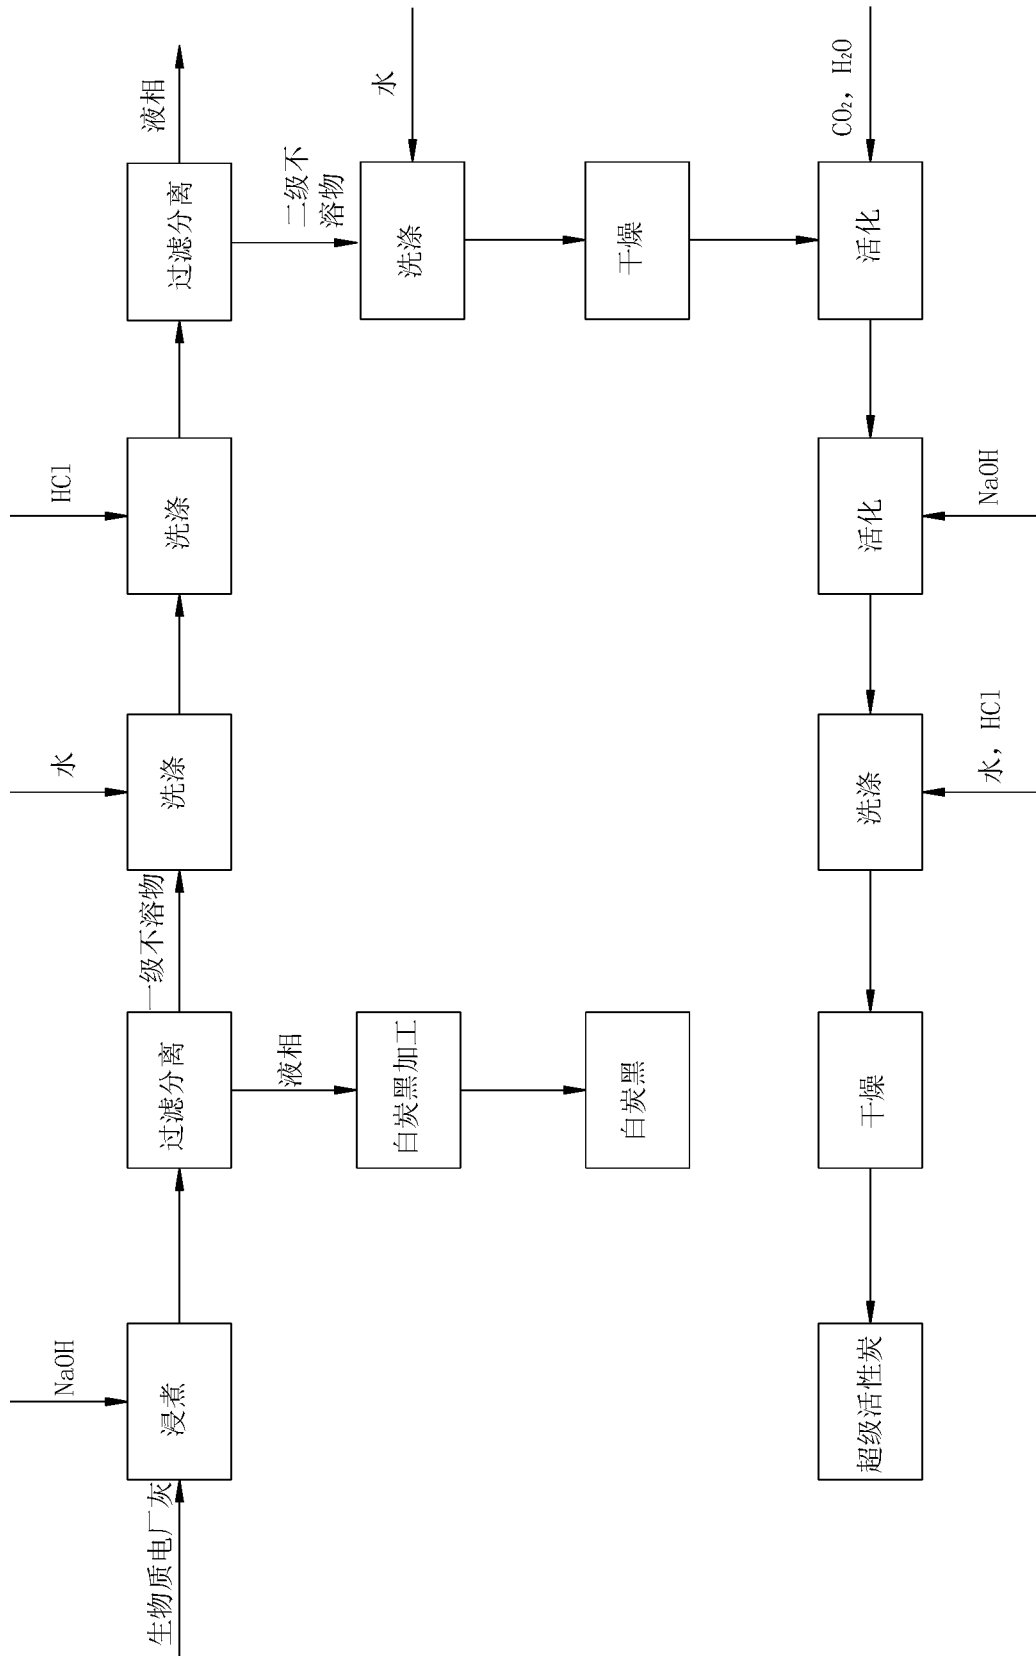 生物质电厂灰
NaOH
浸煮
过滤分离
一级不溶物
水
洗涤
HCl
洗涤
过滤分离
液相
液相
白炭黑加工
白炭黑
二级不
溶物
水
洗涤
干燥
CO₂, H₂O
活化
活化
NaOH
洗涤
水, HCl
干燥
超级活性炭